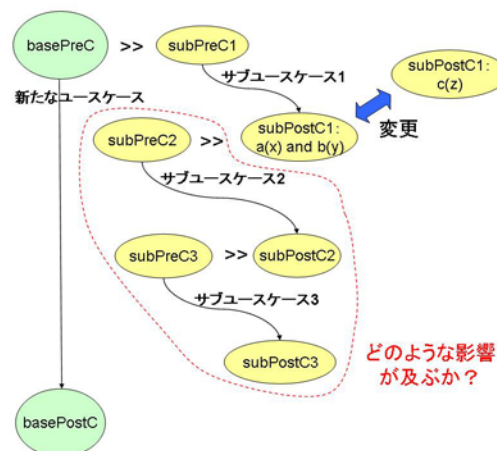 basePreC
>>
subPreC1
サブユースケース1
subPostC1:
c(z)
新たなユースケース
subPostC1:
a(x) and b(y)
変更
subPreC2
>>
サブユースケース2
subPreC3
>>
subPostC2
サブユースケース3
subPostC3
どのような影響
が及ぶか？
basePostC